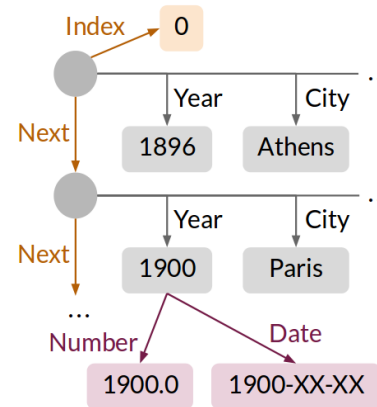 Index 0
Year City
Next
1896 Athens
Year City
Next
1900 Paris
...
Number Date
1900.0 1900-XX-XX